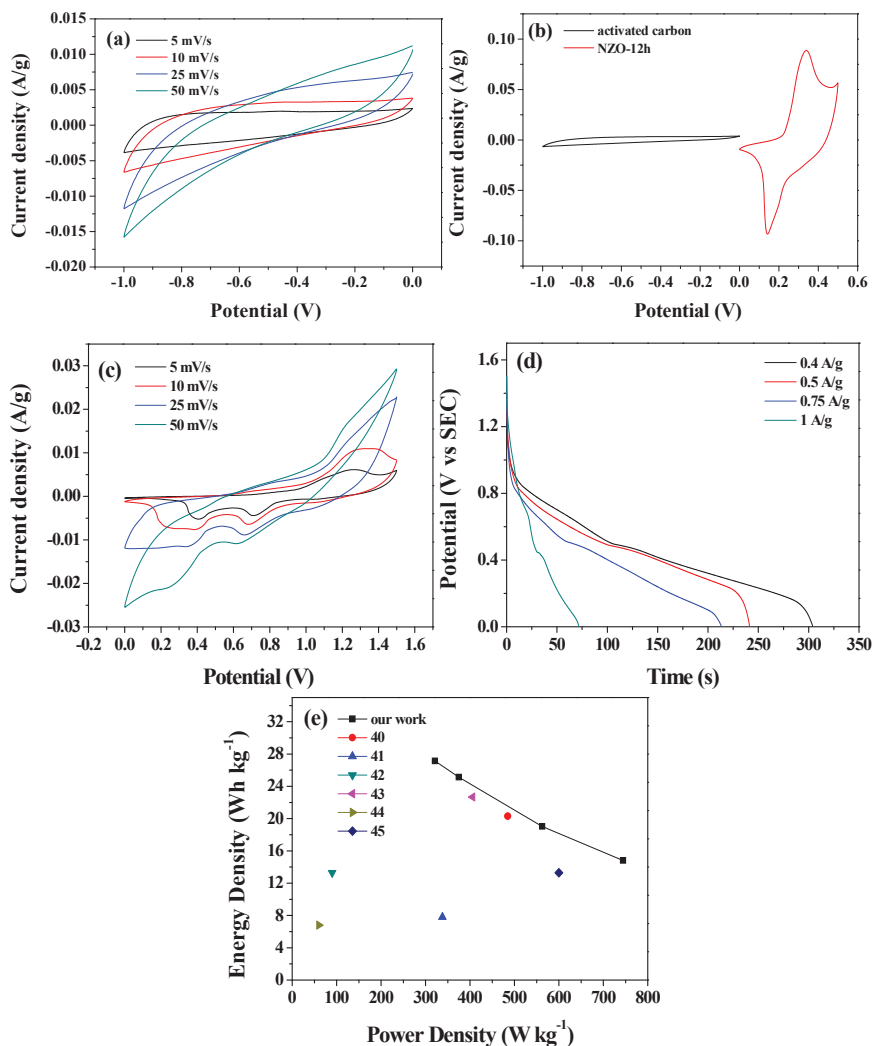 (a)
5 mV/s
10 mV/s
25 mV/s
50 mV/s
0.015
0.010
0.005
0.000
-0.005
-0.010
-0.015
-0.020
Current density (A/g)
-1.0 -0.8 -0.6 -0.4 -0.2 0.0
Potential (V)
(b)
activated carbon
NZO-12h
0.10
0.05
0.00
-0.05
-0.10
Current density (A/g)
-1.0 -0.8 -0.6 -0.4 -0.2 0.0 0.2 0.4 0.6
Potential (V)
(c)
5 mV/s
10 mV/s
25 mV/s
50 mV/s
0.03
0.02
0.01
0.00
-0.01
-0.02
-0.03
Current density (A/g)
-0.2 0.0 0.2 0.4 0.6 0.8 1.0 1.2 1.4 1.6
Potential (V)
(d)
0.4 A/g
0.5 A/g
0.75 A/g
1 A/g
1.6
1.2
0.8
0.4
0.0
Potential (V vs SEC)
0 50 100 150 200 250 300 350
Time (s)
(e)
our work
40
41
42
43
44
45
32
28
24
20
16
12
8
4
0
Energy Density (Wh kg⁻¹)
0 100 200 300 400 500 600 700 800
Power Density (W kg⁻¹)